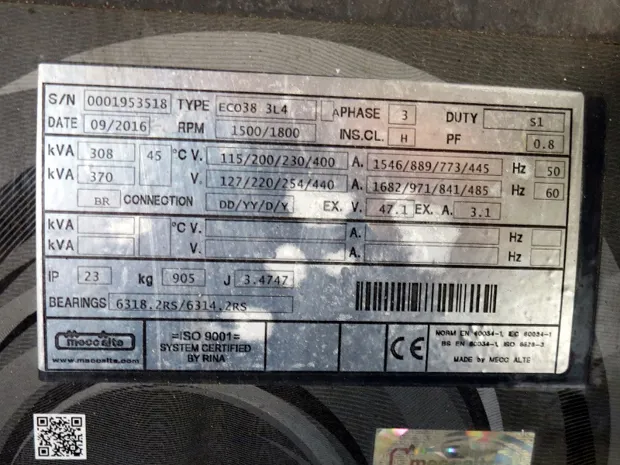 S/N 0001953518 TYPE ECO38 3L4 APHASE 3 DUTY S1
DATE 09/2016 RPM 1500/1800 INS.CL. H PF 0.8
kVA 308 45 °C V. 115/200/230/400 A. 1546/889/773/445 Hz 50
kVA 370 V. 127/220/254/440 A. 1682/971/841/485 Hz 60
BR CONNECTION DD/YY/D/Y EX. V. 47.1 EX. A. 3.1
kVA °C V. A. Hz
kVA V. A. Hz
IP 23 kg 905 J 3.4747
BEARINGS 6318.2RS/6314.2RS
mecc alte
www.meccalte.com
=ISO 9001=
SYSTEM CERTIFIED
BY RINA
CE
NORM EN 60034-1, IEC 60034-1
BS EN 60034-1, ISO 8528-3
MADE by MECC ALTE
mecc alte